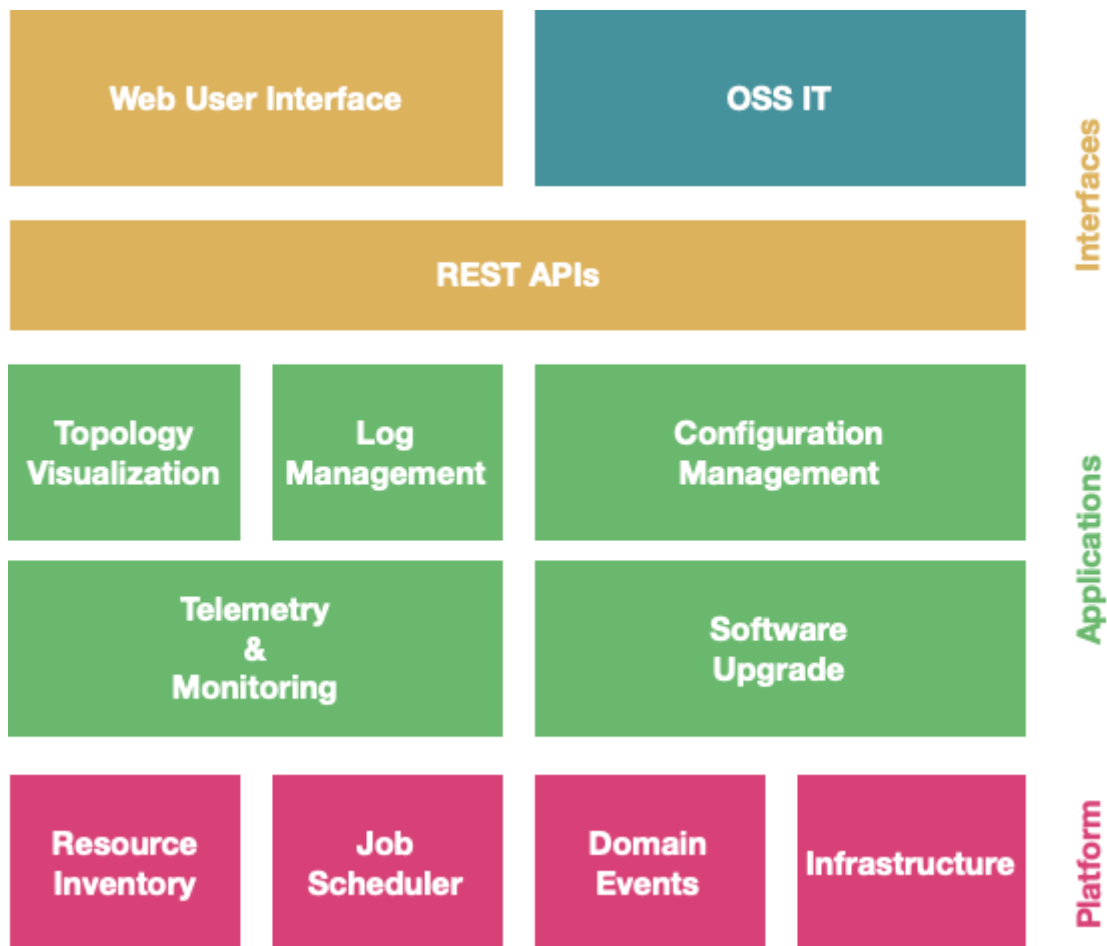 Web User Interface
OSS IT
Interfaces
REST APIs
Topology
Visualization
Log
Management
Configuration
Management
Applications
Telemetry
&
Monitoring
Software
Upgrade
Resource
Inventory
Job
Scheduler
Domain
Events
Infrastructure
Platform